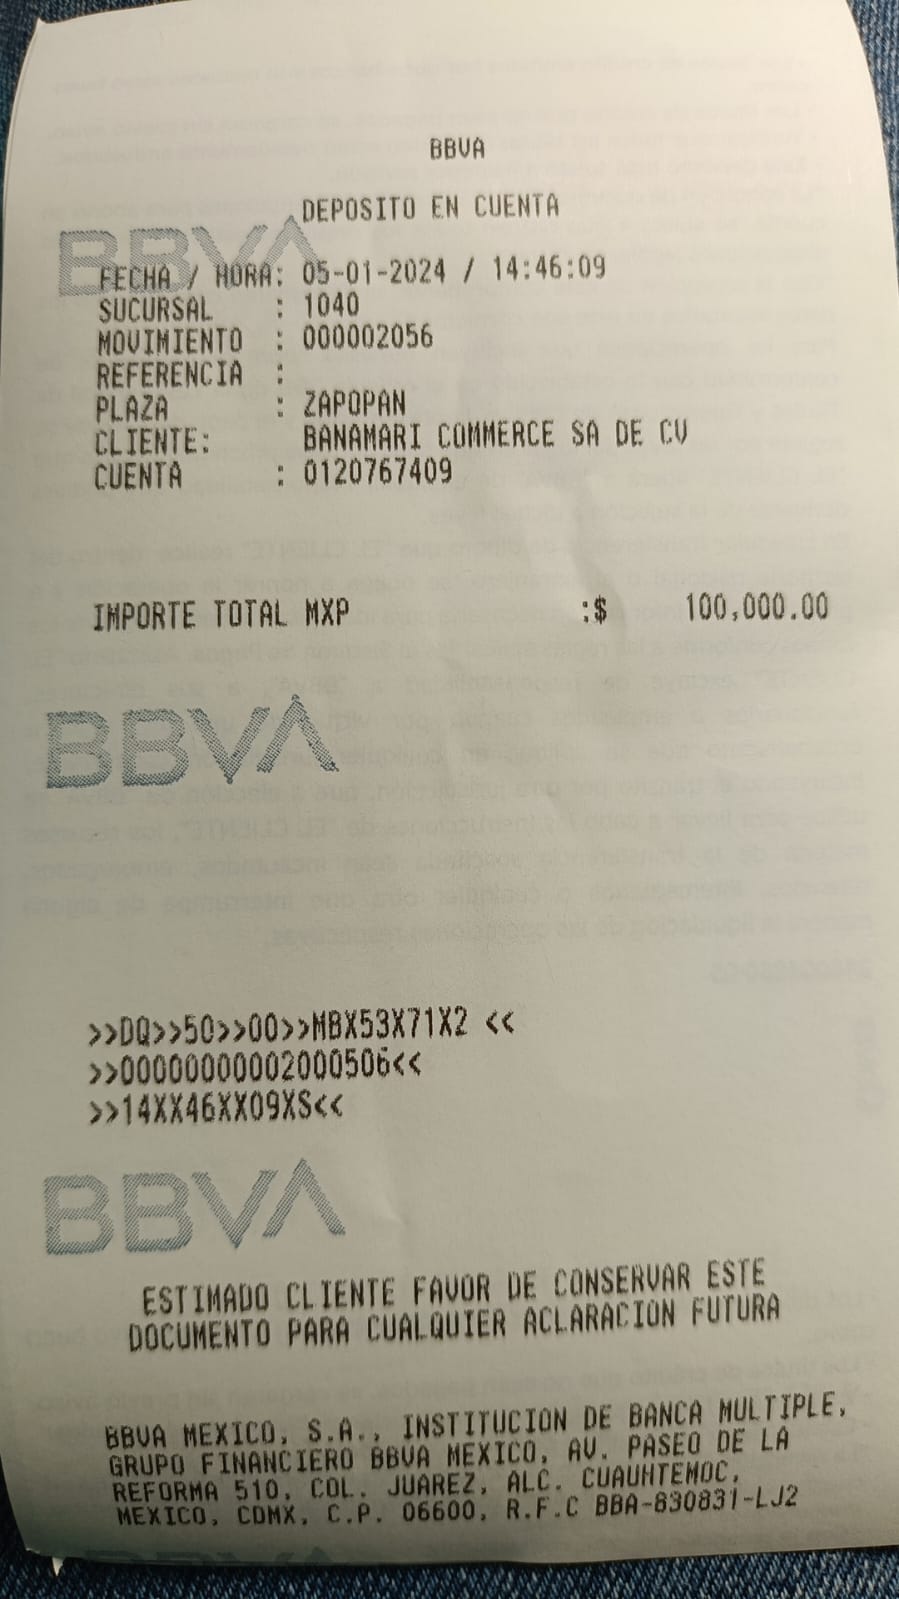 BBVA
DEPOSITO EN CUENTA
BBVA
FECHA / HORA: 05-01-2024 / 14:46:09
SUCURSAL : 1040
MOVIMIENTO : 000002056
REFERENCIA :
PLAZA : ZAPOPAN
CLIENTE: BANAMARI COMMERCE SA DE CV
CUENTA : 0120767409
IMPORTE TOTAL MXP :$ 100,000.00
BBVA
>>DQ>>50>>00>>MBX53X71X2 <<
>>00000000002000506<<
>>14XX46XX09XS<<
BBVA
ESTIMADO CLIENTE FAVOR DE CONSERVAR ESTE
DOCUMENTO PARA CUALQUIER ACLARACION FUTURA
BBVA MEXICO, S.A., INSTITUCION DE BANCA MULTIPLE,
GRUPO FINANCIERO BBVA MEXICO, AV. PASEO DE LA
REFORMA 510, COL. JUAREZ, ALC. CUAUHTEMOC,
MEXICO, CDMX, C.P. 06600, R.F.C BBA-830831-LJ2